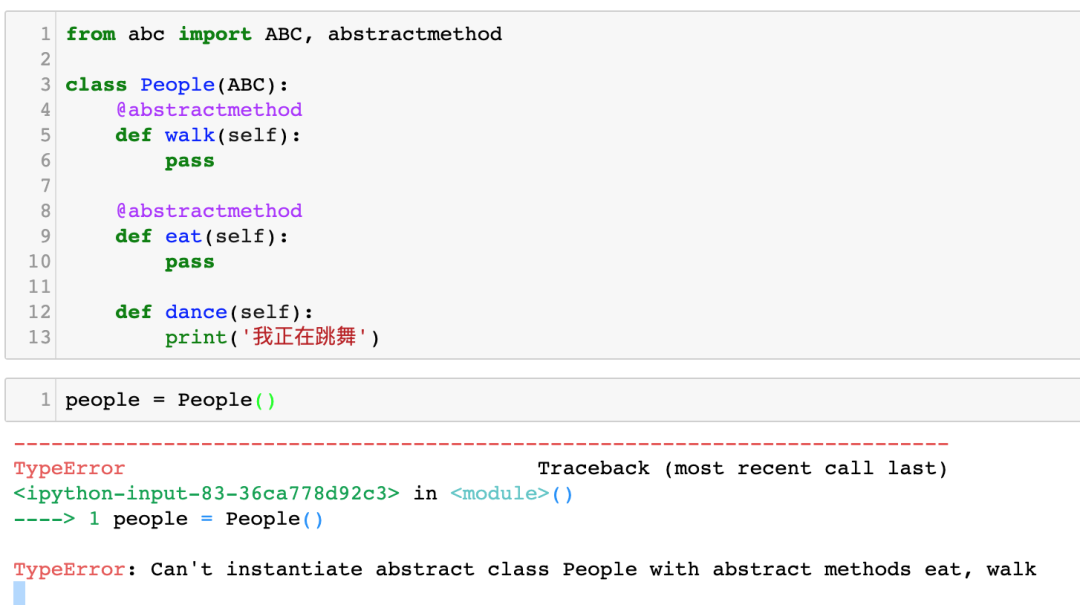 1 from abc import ABC, abstractmethod
2
3 class People(ABC):
4     @abstractmethod
5     def walk(self):
6         pass
7
8     @abstractmethod
9     def eat(self):
10         pass
11
12     def dance(self):
13         print('我正在跳舞')
1 people = People()
---------------------------------------------------------------------------
TypeError                                 Traceback (most recent call last)
<ipython-input-83-36ca778d92c3> in <module>()
----> 1 people = People()
TypeError: Can't instantiate abstract class People with abstract methods eat, walk